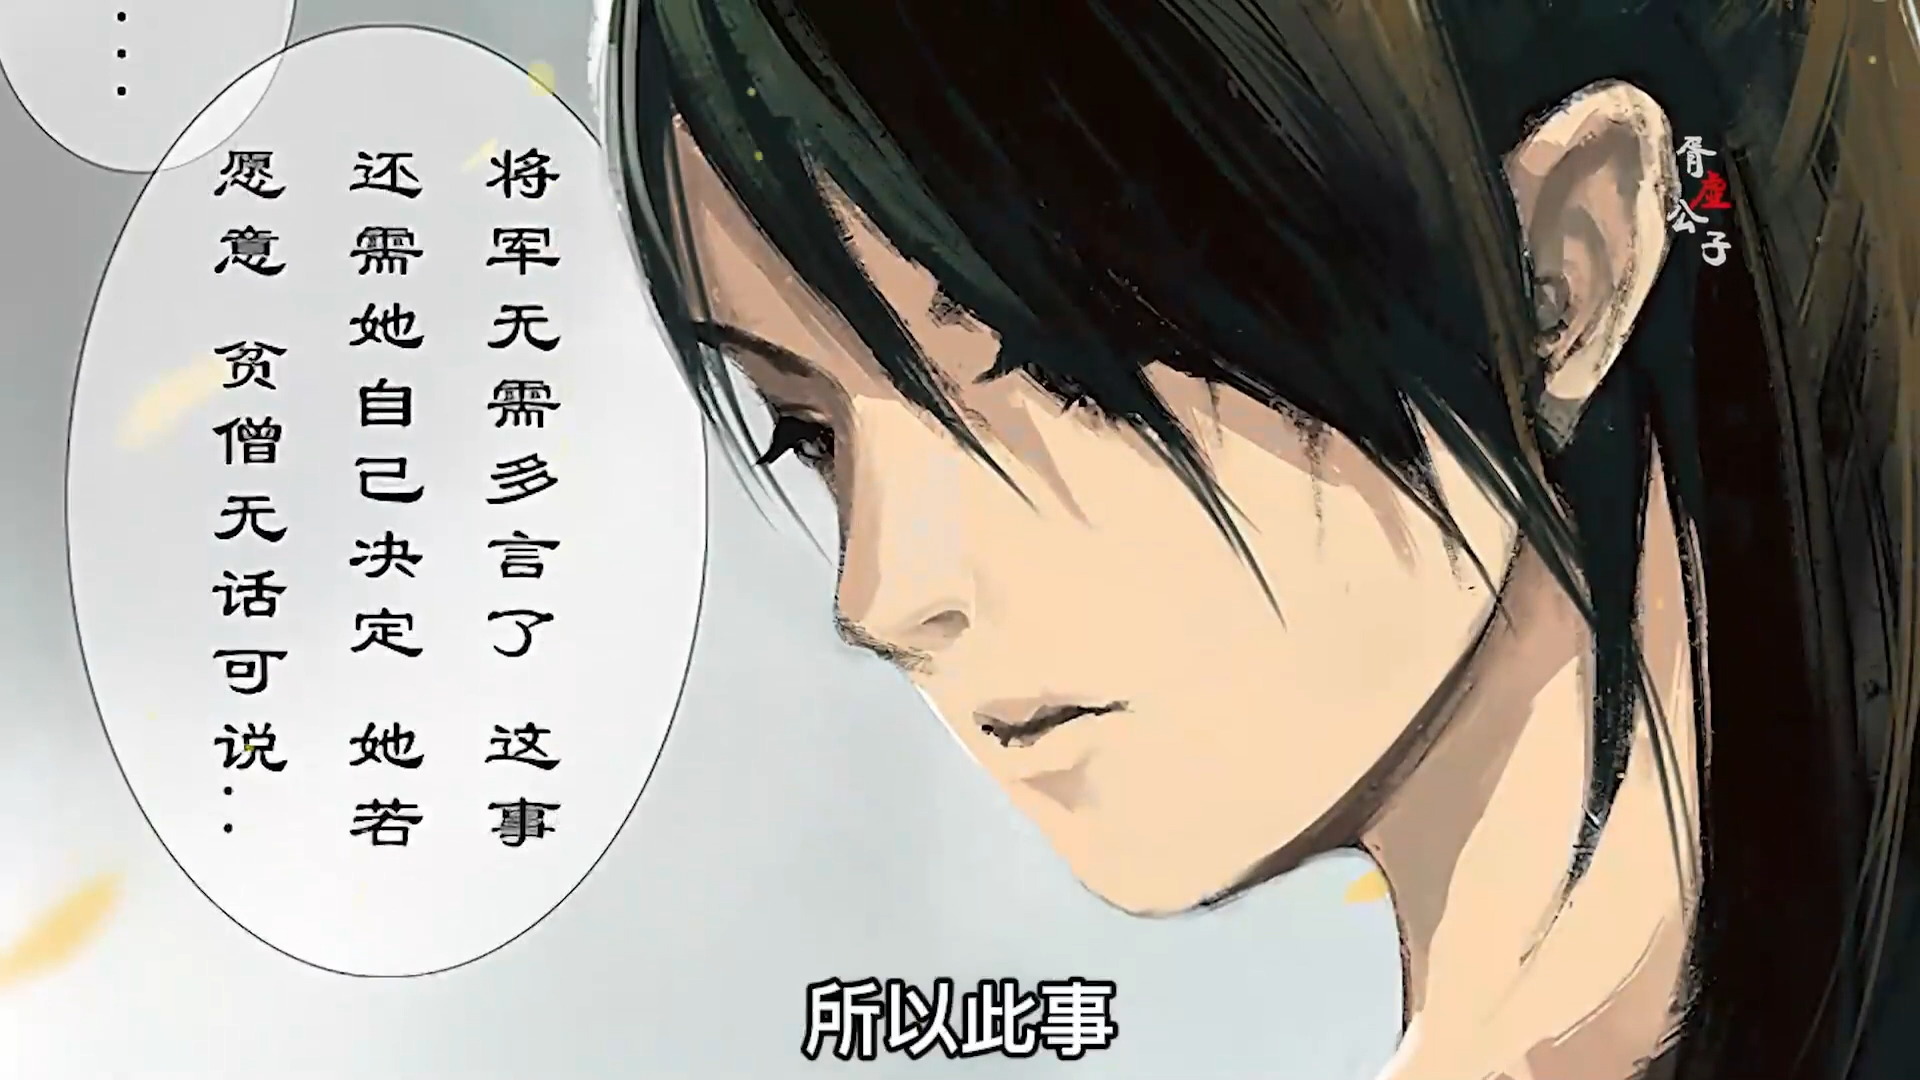 将军无需多言了 这事
还需她自己决定 她若
愿意 贫僧无话可说..
...
胥虚公子
所以此事